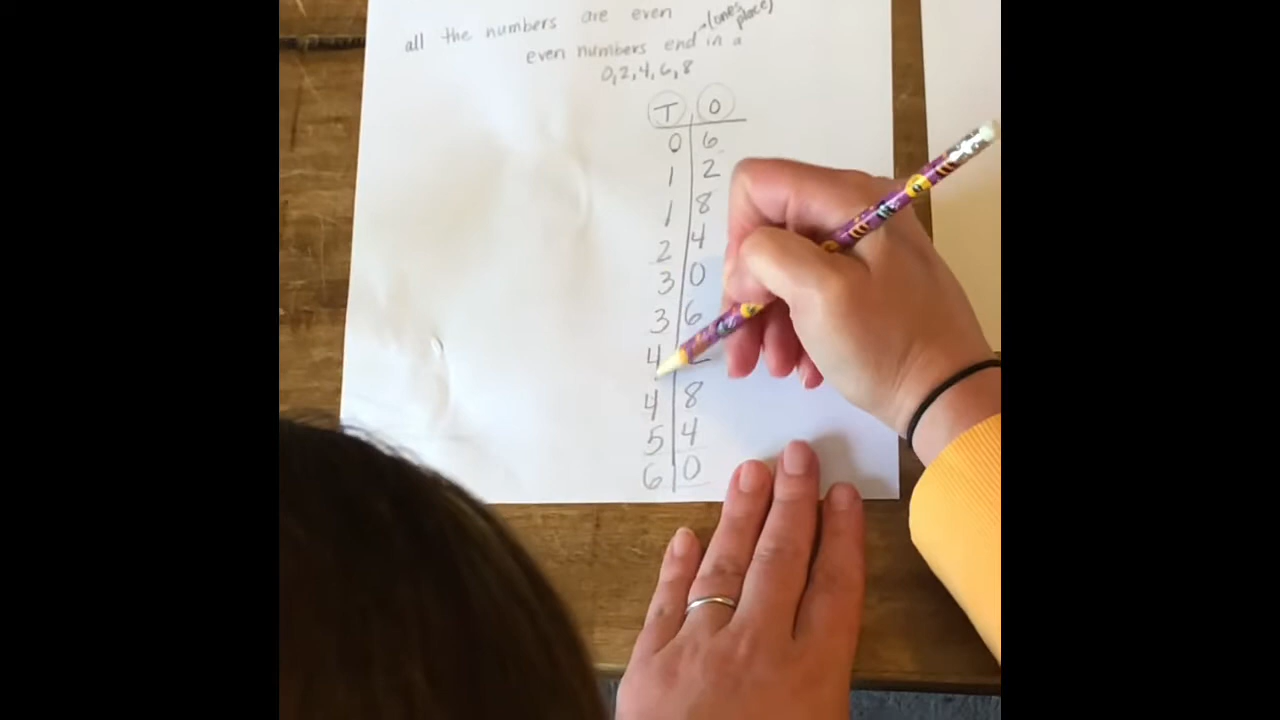 all the numbers are even
even numbers end in a
(ones place)
0,2,4,6,8
T O
0 6
1 2
1 8
2 4
3 0
3 6
4 2
4 8
5 4
6 0